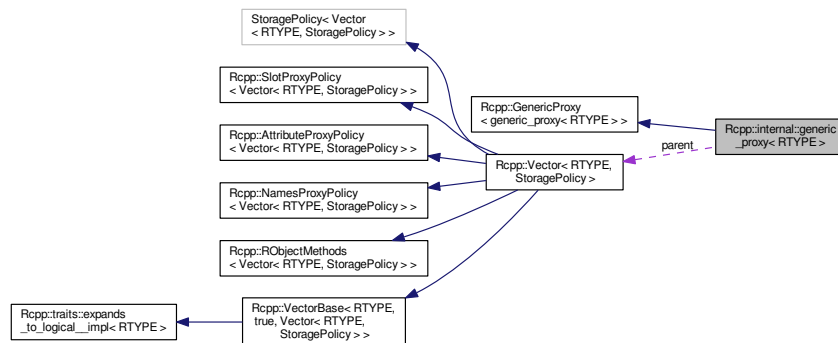 StoragePolicy< Vector
< RTYPE, StoragePolicy > >
Rcpp::SlotProxyPolicy
< Vector< RTYPE, StoragePolicy > >
Rcpp::AttributeProxyPolicy
< Vector< RTYPE, StoragePolicy > >
Rcpp::NamesProxyPolicy
< Vector< RTYPE, StoragePolicy > >
Rcpp::RObjectMethods
< Vector< RTYPE, StoragePolicy > >
Rcpp::traits::expands
_to_logical__impl< RTYPE >
Rcpp::VectorBase< RTYPE,
true, Vector< RTYPE,
StoragePolicy > >
Rcpp::GenericProxy
< generic_proxy< RTYPE > >
Rcpp::Vector< RTYPE,
StoragePolicy >
parent
Rcpp::internal::generic
_proxy< RTYPE >